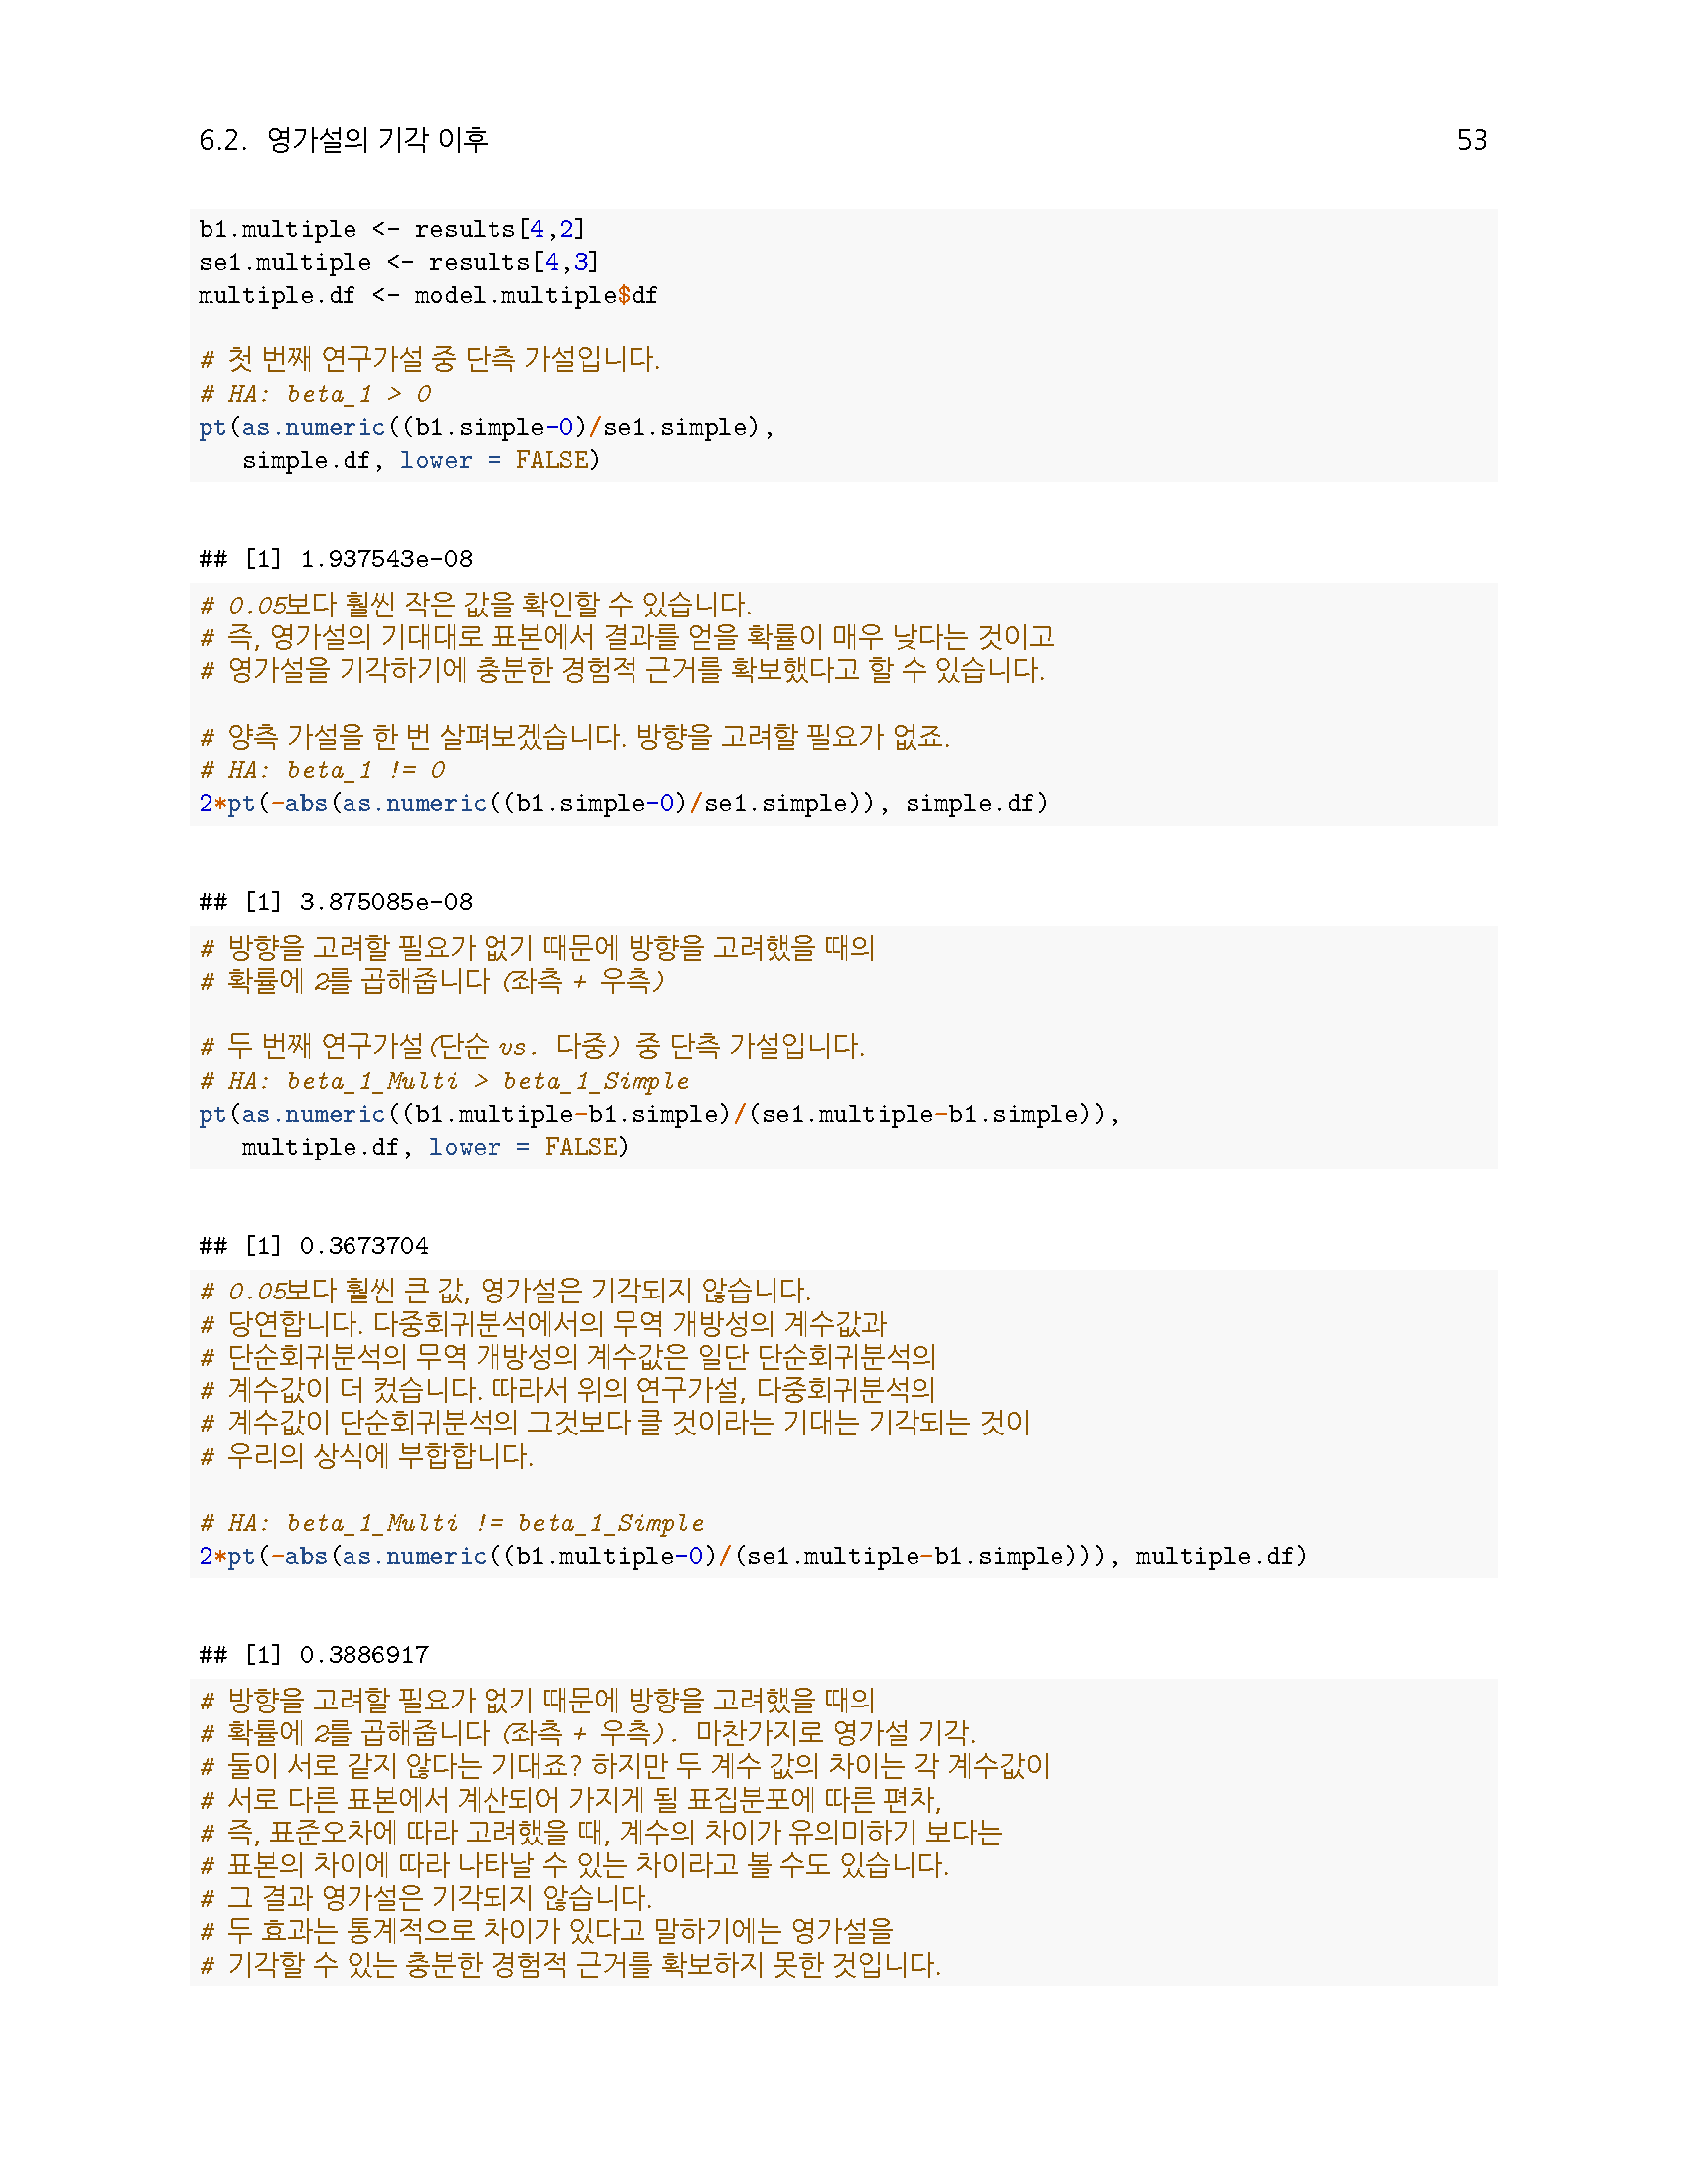 6.2. 영가설의 기각 이후 53
b1.multiple <- results[4,2]
se1.multiple <- results[4,3]
multiple.df <- model.multiple$df
# 첫 번째 연구가설 중 단측 가설입니다.
# HA: beta_1 > 0
pt(as.numeric((b1.simple-0)/se1.simple),
   simple.df, lower = FALSE)
## [1] 1.937543e-08
# 0.05보다 훨씬 작은 값을 확인할 수 있습니다.
# 즉, 영가설의 기대대로 표본에서 결과를 얻을 확률이 매우 낮다는 것이고
# 영가설을 기각하기에 충분한 경험적 근거를 확보했다고 할 수 있습니다.
# 양측 가설을 한 번 살펴보겠습니다. 방향을 고려할 필요가 없죠.
# HA: beta_1 != 0
2*pt(-abs(as.numeric((b1.simple-0)/se1.simple)), simple.df)
## [1] 3.875085e-08
# 방향을 고려할 필요가 없기 때문에 방향을 고려했을 때의
# 확률에 2를 곱해줍니다 (좌측 + 우측)
# 두 번째 연구가설(단순 vs. 다중) 중 단측 가설입니다.
# HA: beta_1_Multi > beta_1_Simple
pt(as.numeric((b1.multiple-b1.simple)/(se1.multiple-b1.simple)),
   multiple.df, lower = FALSE)
## [1] 0.3673704
# 0.05보다 훨씬 큰 값, 영가설은 기각되지 않습니다.
# 당연합니다. 다중회귀분석에서의 무역 개방성의 계수값과
# 단순회귀분석의 무역 개방성의 계수값은 일단 단순회귀분석의
# 계수값이 더 컸습니다. 따라서 위의 연구가설, 다중회귀분석의
# 계수값이 단순회귀분석의 그것보다 클 것이라는 기대는 기각되는 것이
# 우리의 상식에 부합합니다.
# HA: beta_1_Multi != beta_1_Simple
2*pt(-abs(as.numeric((b1.multiple-0)/(se1.multiple-b1.simple))), multiple.df)
## [1] 0.3886917
# 방향을 고려할 필요가 없기 때문에 방향을 고려했을 때의
# 확률에 2를 곱해줍니다 (좌측 + 우측). 마찬가지로 영가설 기각.
# 둘이 서로 같지 않다는 기대죠? 하지만 두 계수 값의 차이는 각 계수값이
# 서로 다른 표본에서 계산되어 가지게 될 표집분포에 따른 편차,
# 즉, 표준오차에 따라 고려했을 때, 계수의 차이가 유의미하기 보다는
# 표본의 차이에 따라 나타날 수 있는 차이라고 볼 수도 있습니다.
# 그 결과 영가설은 기각되지 않습니다.
# 두 효과는 통계적으로 차이가 있다고 말하기에는 영가설을
# 기각할 수 있는 충분한 경험적 근거를 확보하지 못한 것입니다.